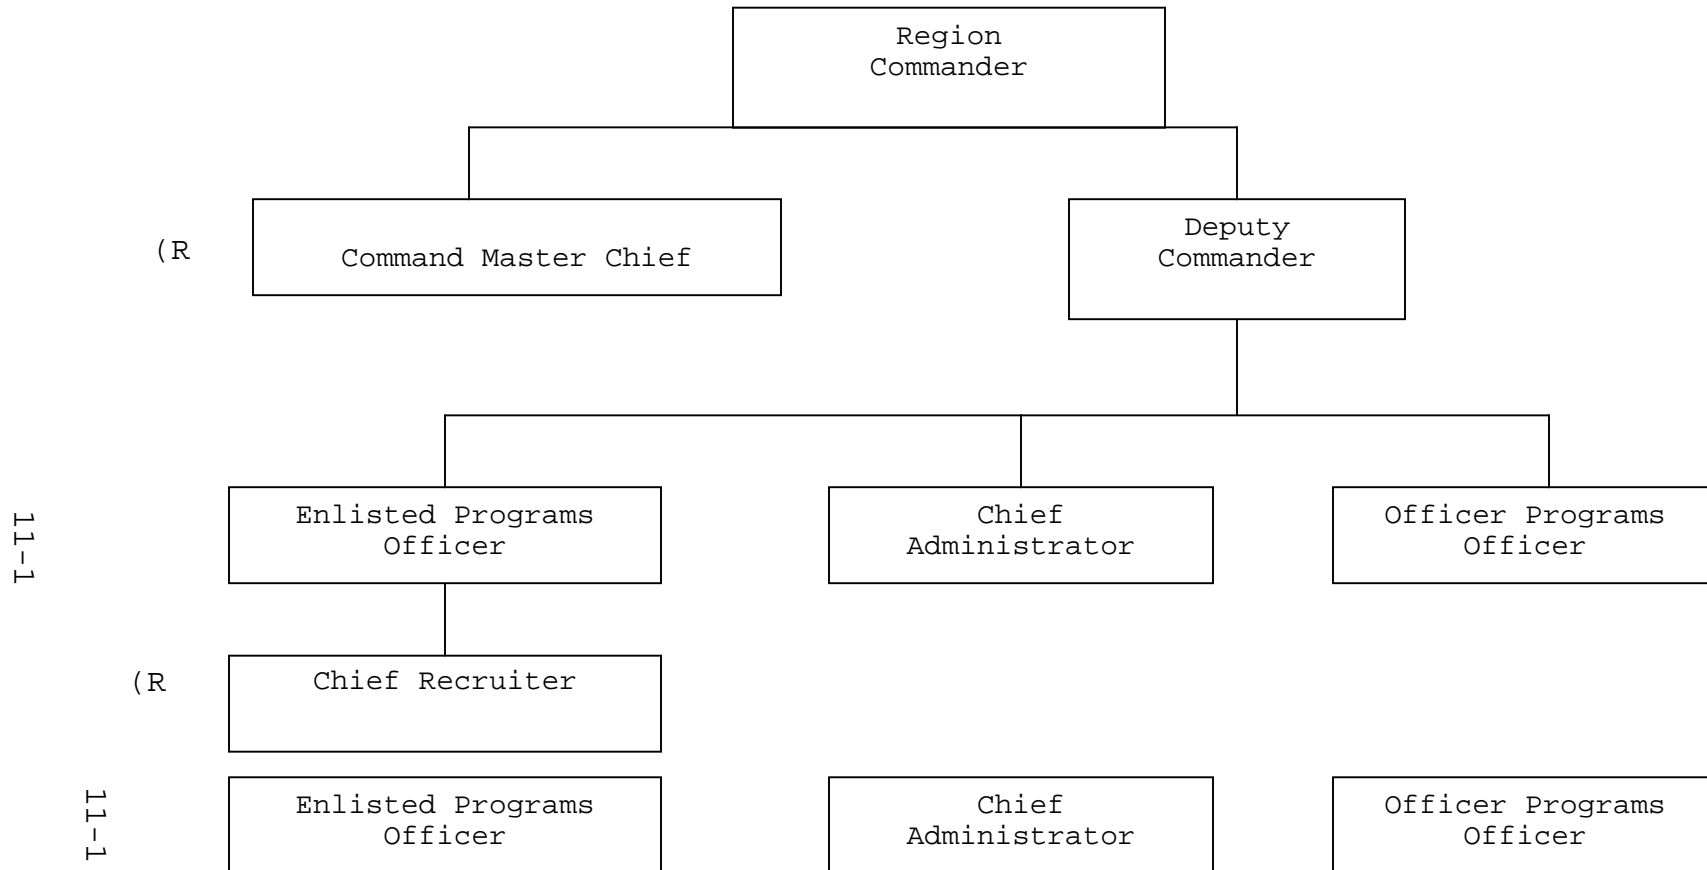 Region
Commander
(R
Command Master Chief
Deputy
Commander
11-1
Enlisted Programs
Officer
Chief
Administrator
Officer Programs
Officer
(R
Chief Recruiter
11-1
Enlisted Programs
Officer
Chief
Administrator
Officer Programs
Officer